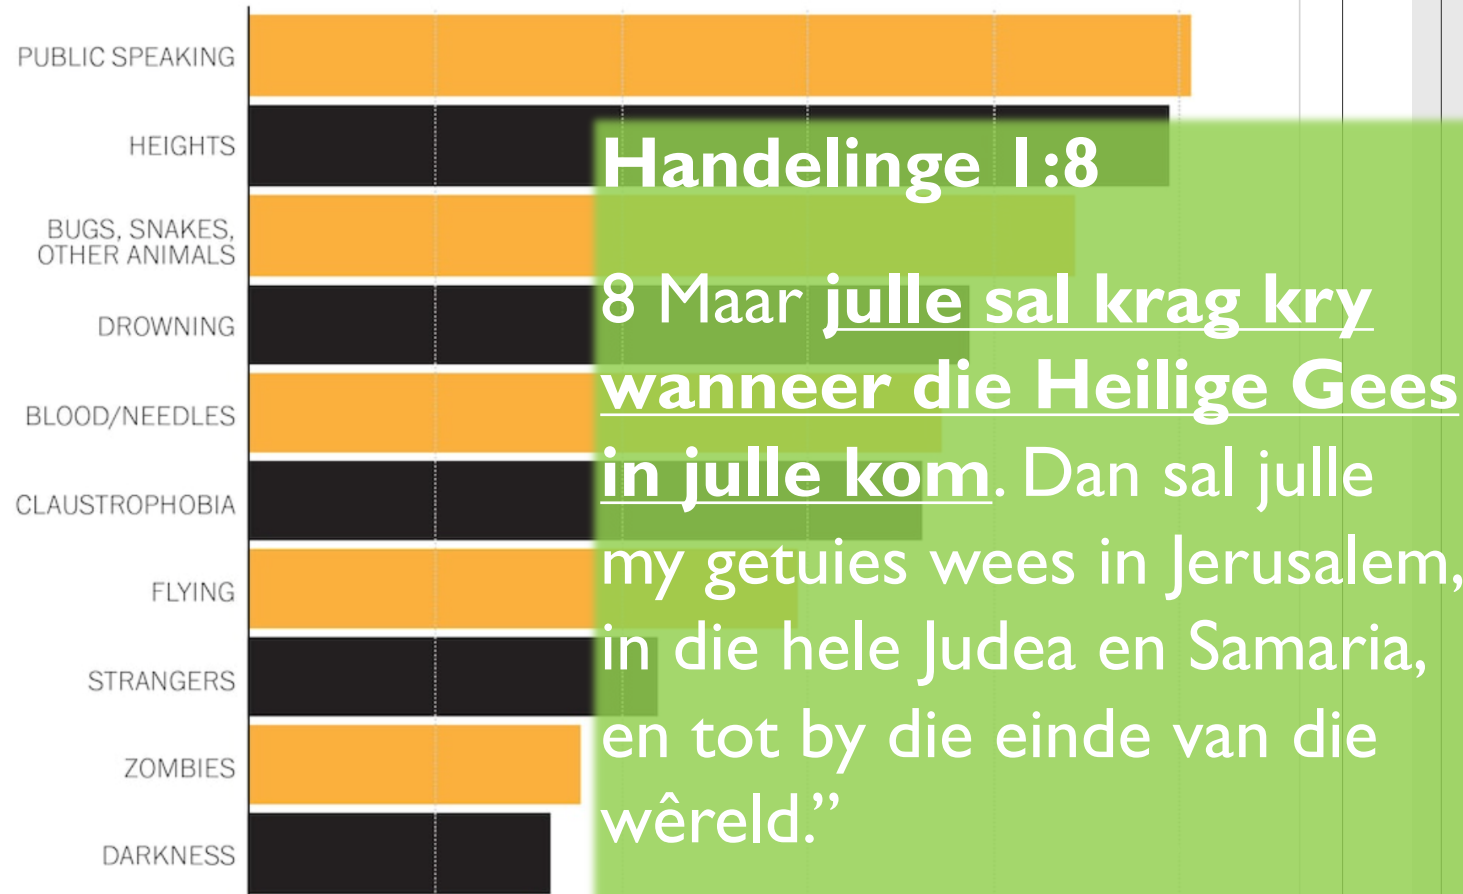 PUBLIC SPEAKING
HEIGHTS
BUGS, SNAKES,
OTHER ANIMALS
DROWNING
BLOOD/NEEDLES
CLAUSTROPHOBIA
FLYING
STRANGERS
ZOMBIES
DARKNESS
Handelinge 1:8
8 Maar julle sal krag kry
wanneer die Heilige Gees
in julle kom. Dan sal julle
my getuies wees in Jerusalem,
in die hele Judea en Samaria,
en tot by die einde van die
wêreld.”